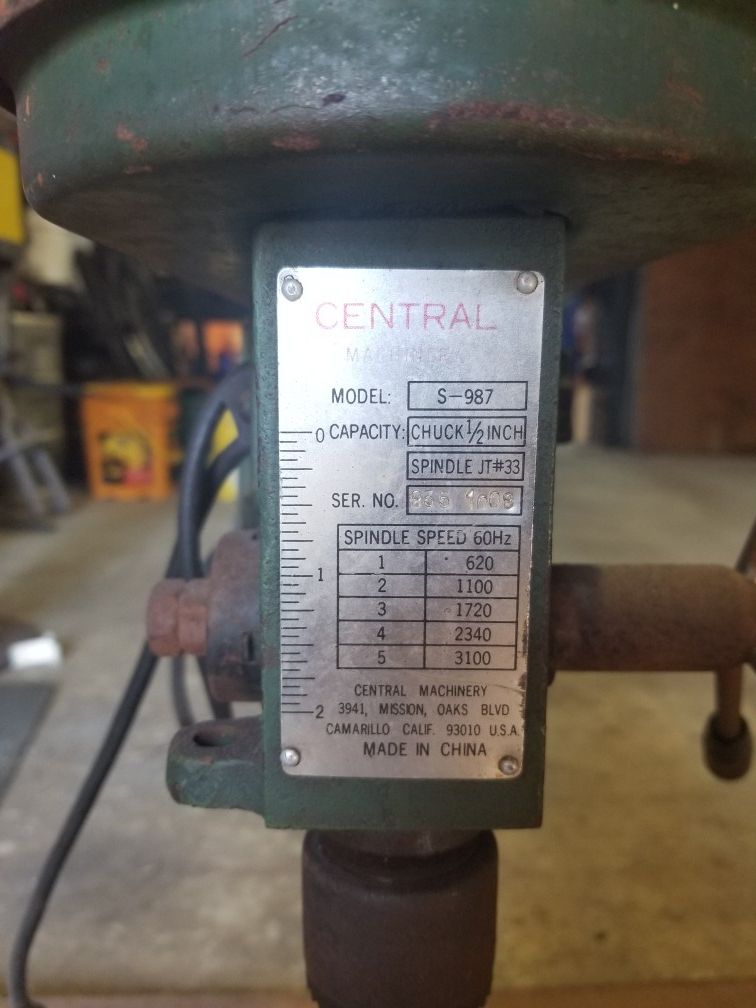 CENTRAL
MACHINERY
MODEL: S-987
0 CAPACITY: CHUCK 1/2 INCH
SPINDLE JT#33
SER. NO.
SPINDLE SPEED 60Hz
1 620
1
2 1100
3 1720
4 2340
5 3100
CENTRAL MACHINERY
2 3941, MISSION, OAKS BLVD
CAMARILLO CALIF. 93010 U.S.A.
MADE IN CHINA